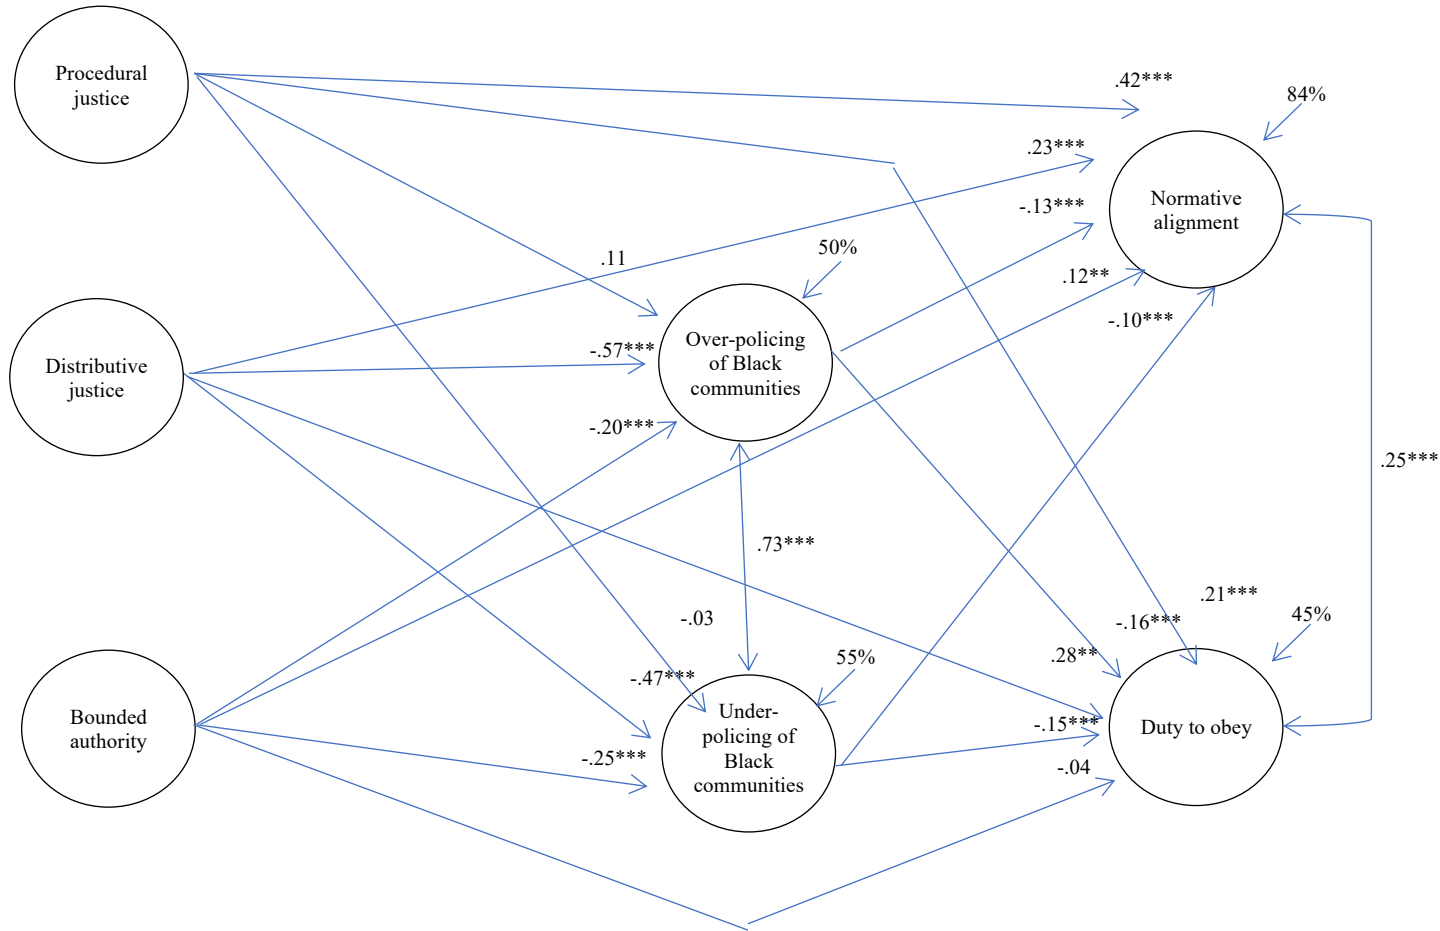 Procedural
justice
.42***
84%
.23***
Normative
alignment
-.13***
50%
.11
.12**
-.10***
Over-policing
of Black
communities
-.57***
Distributive
justice
-.20***
.25***
.73***
-.03
.21***
-.16***
45%
.28**
55%
-.47***
Bounded
authority
Under-
policing of
Black
communities
-.15***
Duty to obey
-.25***
-.04